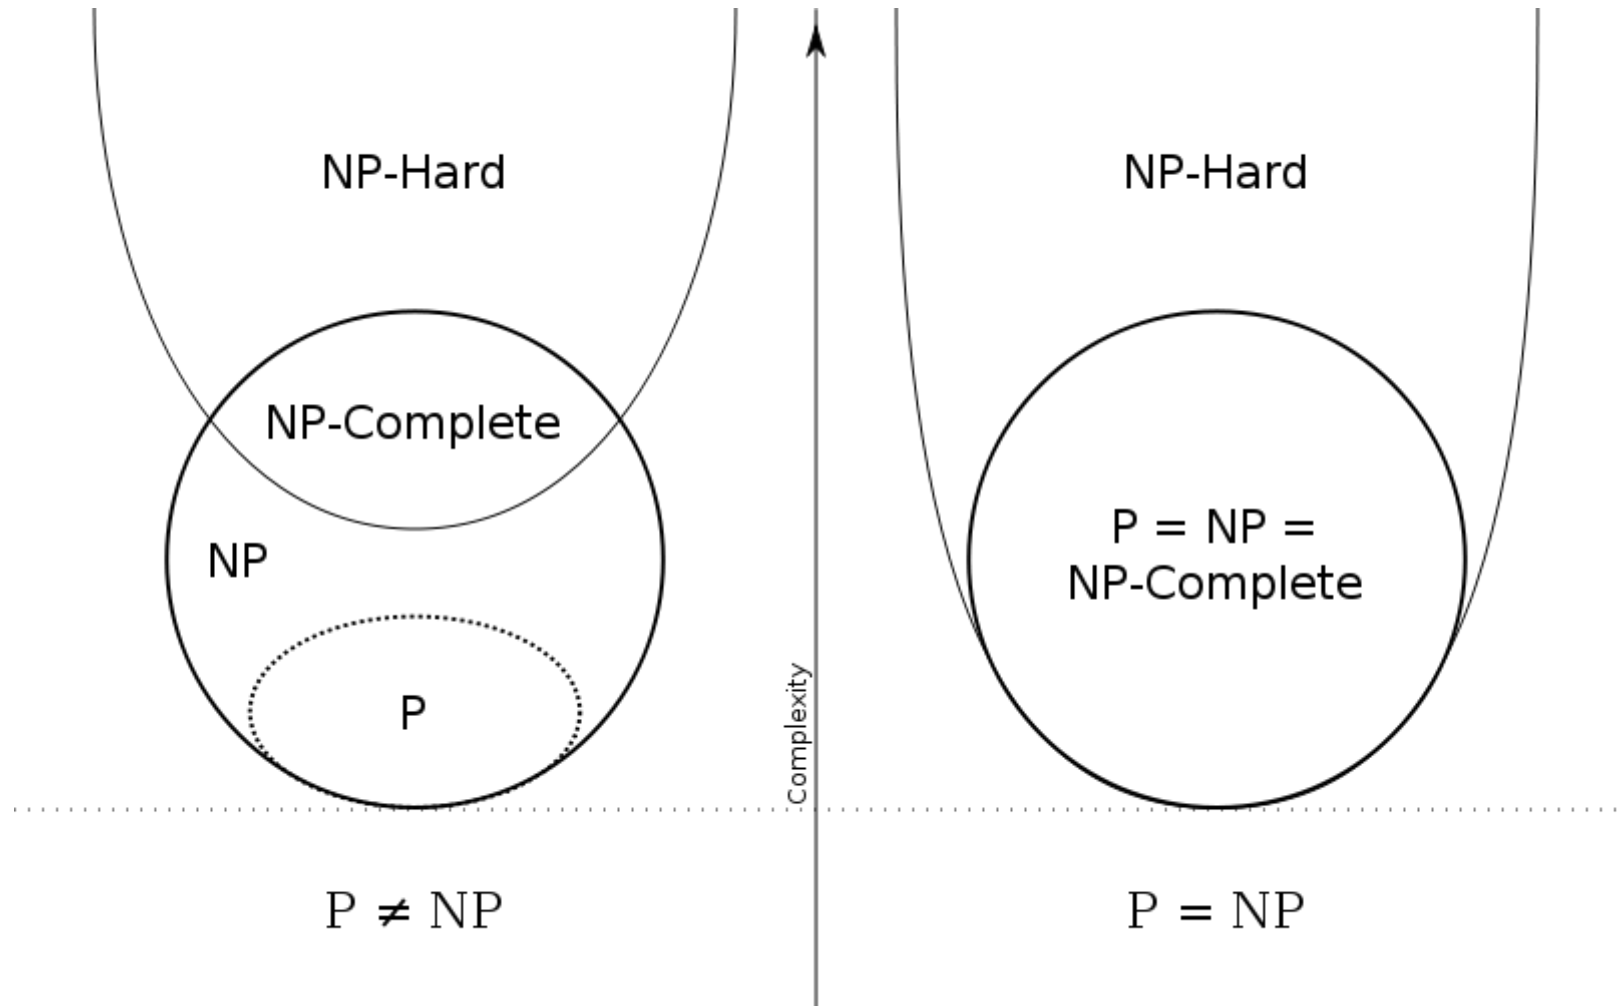 NP-Hard
NP-Complete
NP
P
P ≠ NP
Complexity
NP-Hard
P = NP =
NP-Complete
P = NP